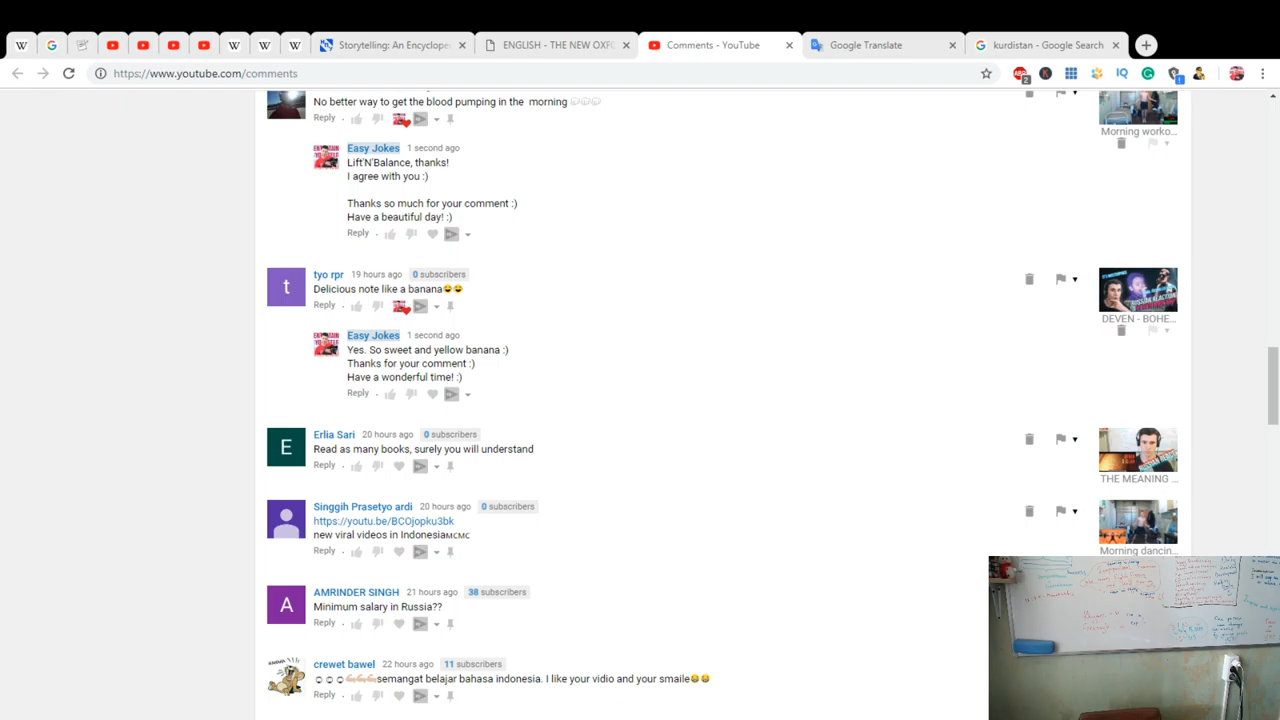 Storytelling: An Encyclope
ENGLISH - THE NEW OXFO
Comments - YouTube
Google Translate
kurdistan - Google Search
https://www.youtube.com/comments
No better way to get the blood pumping in the morning
Reply
Morning worko...
Easy Jokes 1 second ago
Lift'N'Balance, thanks!
I agree with you :)
Thanks so much for your comment :)
Have a beautiful day! :)
Reply
tyo rpr 19 hours ago 0 subscribers
Delicious note like a banana😂😂
Reply
DEVEN - BOHE...
Easy Jokes 1 second ago
Yes. So sweet and yellow banana :)
Thanks for your comment :)
Have a wonderful time! :)
Reply
Erlia Sari 20 hours ago 0 subscribers
Read as many books, surely you will understand
Reply
THE MEANING ...
Singgih Prasetyo ardi 20 hours ago 0 subscribers
https://youtu.be/BCOjopku3bk
new viral videos in Indonesiaмсмс
Reply
Morning dancin...
AMRINDER SINGH 21 hours ago 38 subscribers
Minimum salary in Russia??
Reply
crewet bawel 22 hours ago 11 subscribers
semangat belajar bahasa indonesia. I like your vidio and your smaile😂😂
Reply